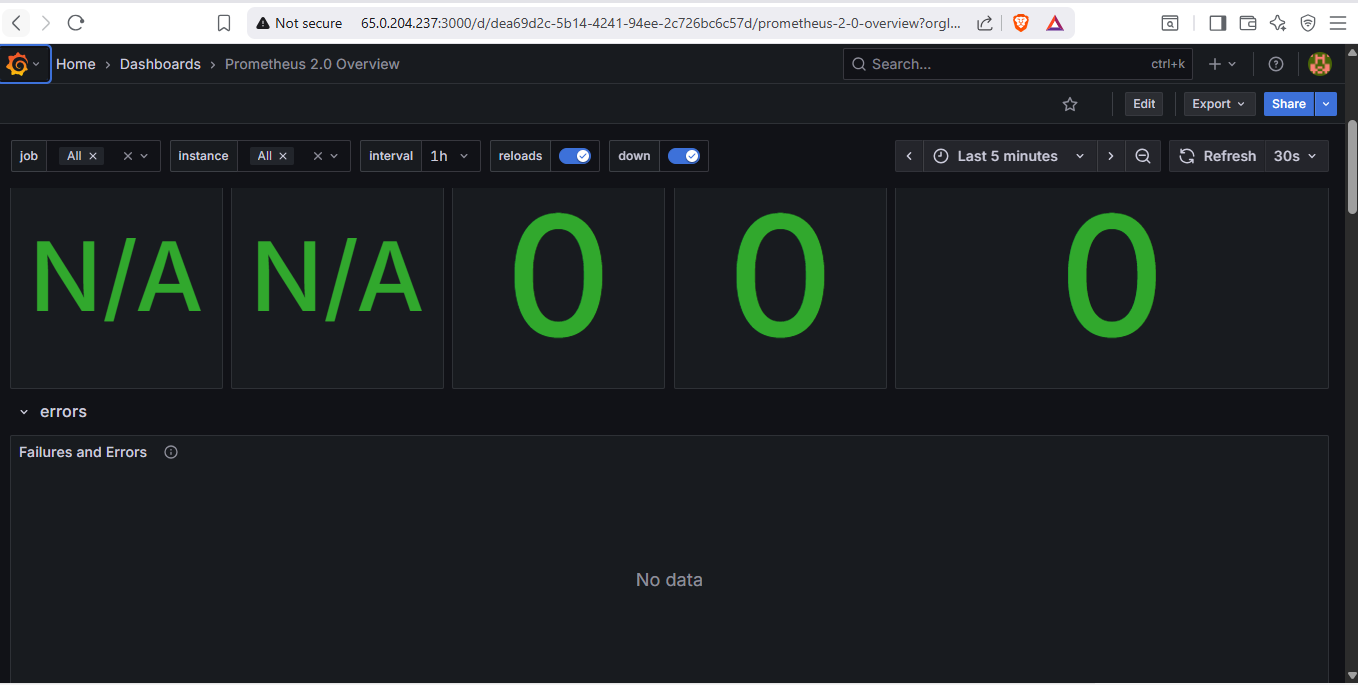 Not secure 65.0.204.237:3000/d/dea69d2c-5b14-4241-94ee-2c726bc6c57d/prometheus-2-0-overview?orgI...
Home › Dashboards › Prometheus 2.0 Overview Search... ctrl+k
Edit Export Share
job All instance All interval 1h reloads down Last 5 minutes Refresh 30s
N/A N/A 0 0 0
errors
Failures and Errors
No data